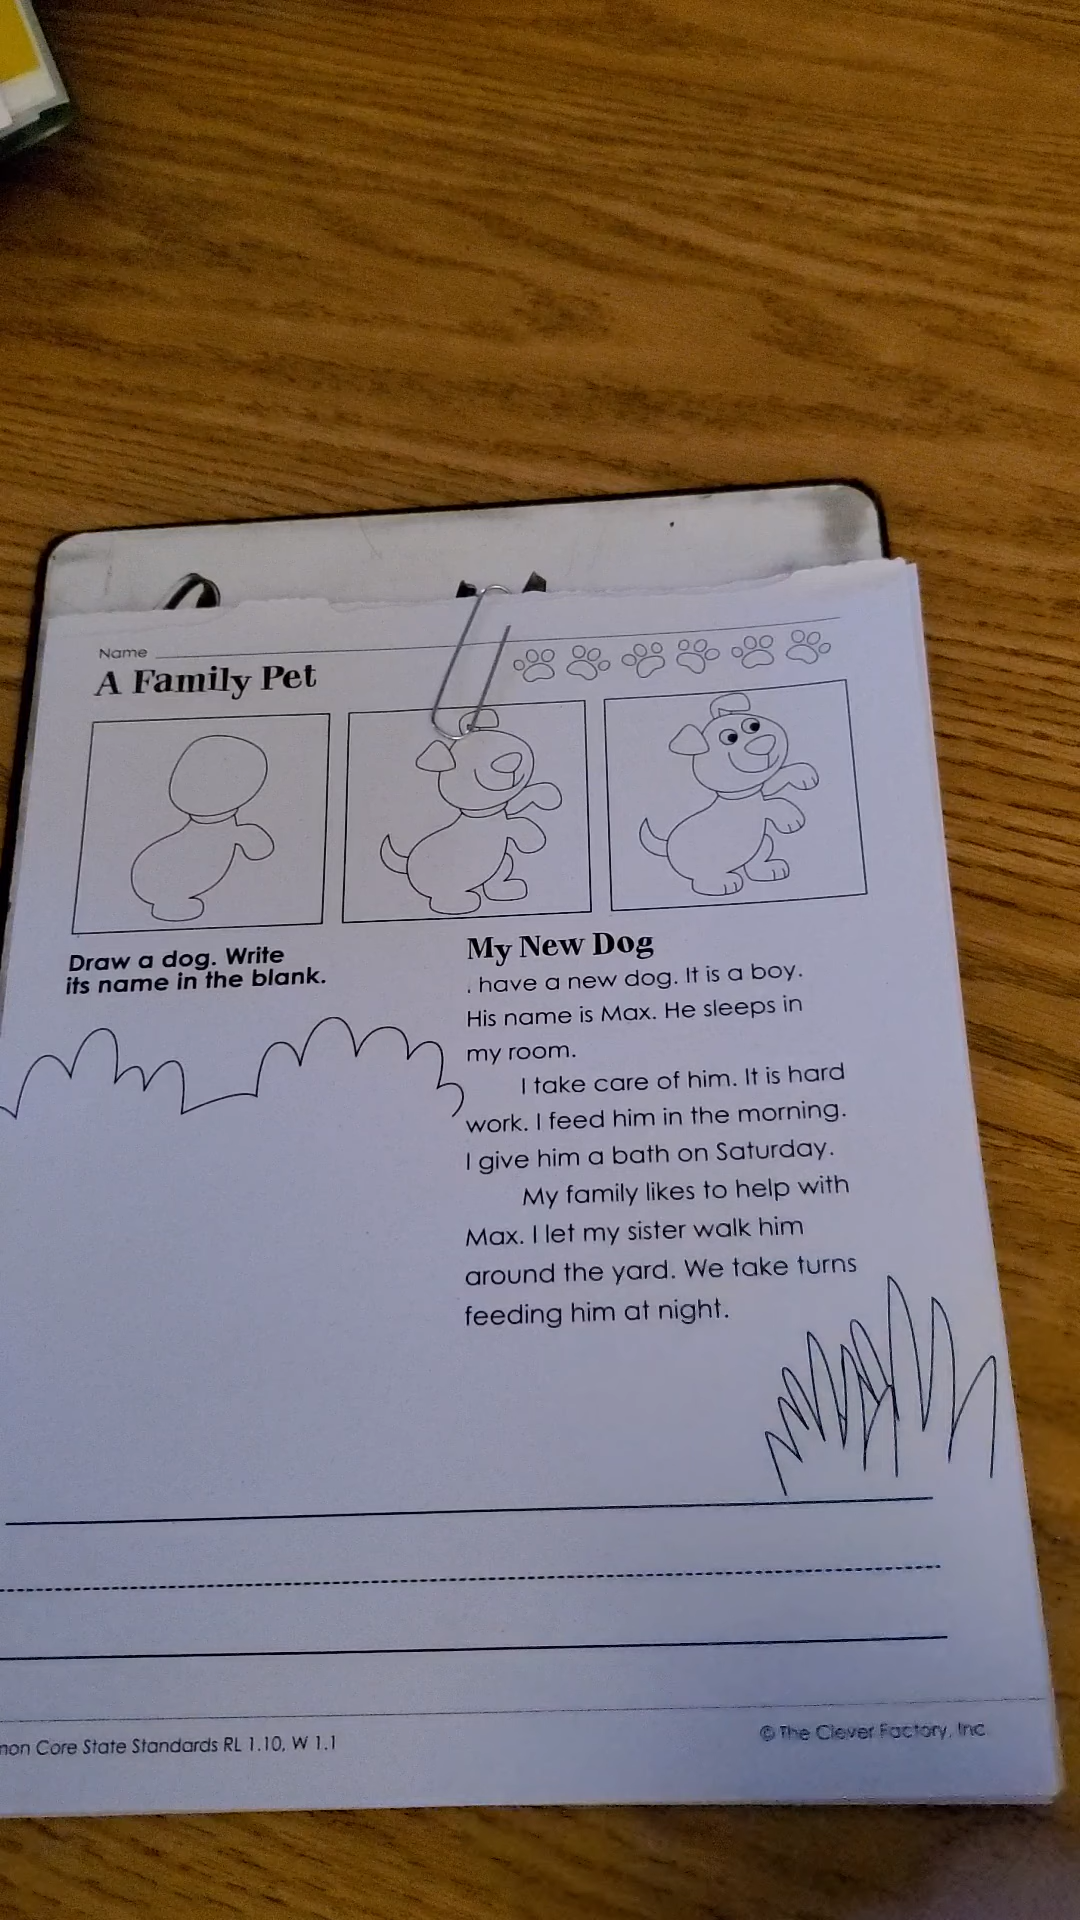 Name
A Family Pet
Draw a dog. Write
its name in the blank.
My New Dog
. have a new dog. It is a boy.
His name is Max. He sleeps in
my room.
I take care of him. It is hard
work. I feed him in the morning.
I give him a bath on Saturday.
My family likes to help with
Max. I let my sister walk him
around the yard. We take turns
feeding him at night.
Core State Standards RL 1.10, W 1.1
© The Clever Factory, Inc